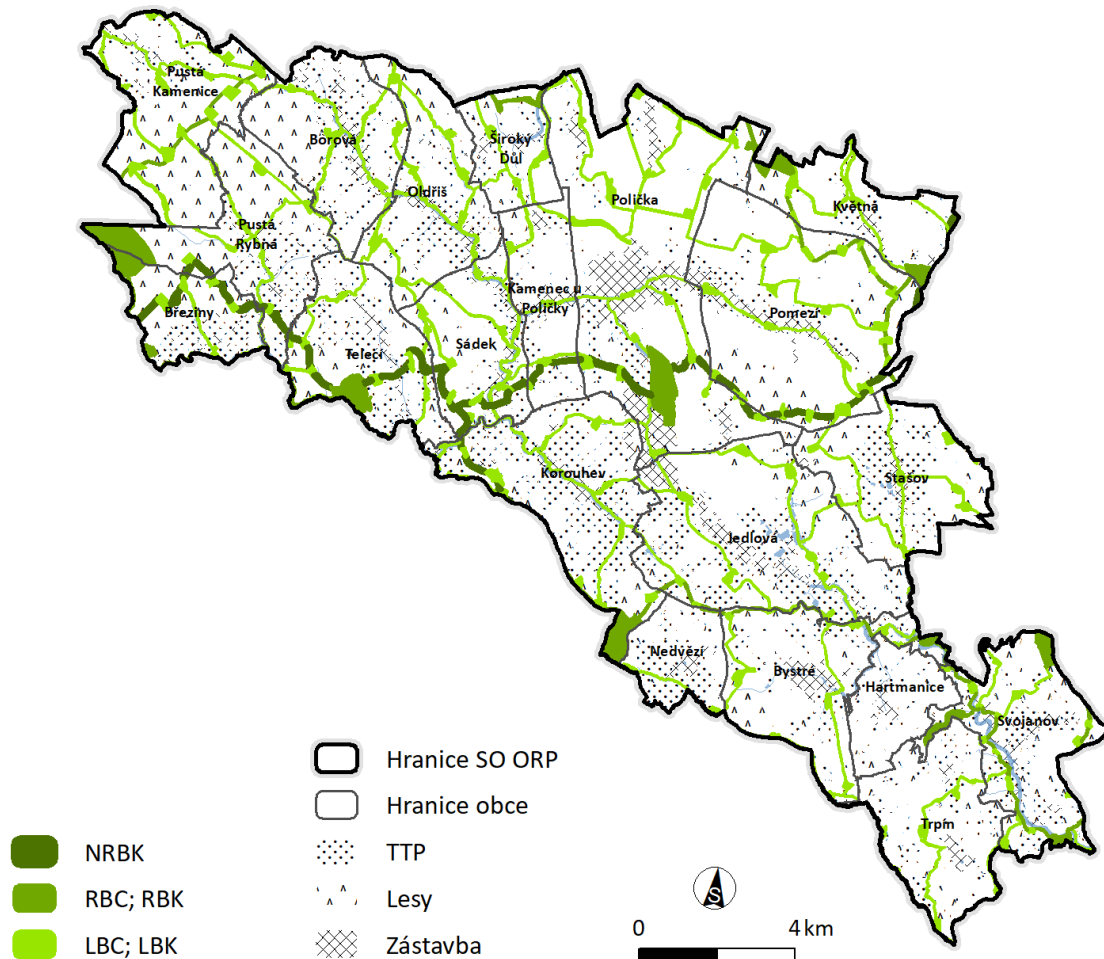 Pustá
Kamenice
Borová
Široký
Důl
Oldřiš
Polička
Květná
Pustá
Rybná
Kamenec u
Poličky
Březiny
Pomezí
Telecí
Sádek
Korouhev
Stašov
Jedlová
Nedvězí
Bystré
Hartmanice
Svojanov
Trpín
Hranice SO ORP
Hranice obce
NRBK
TTP
RBC; RBK
Lesy
LBC; LBK
Zástavba
S
0
4 km